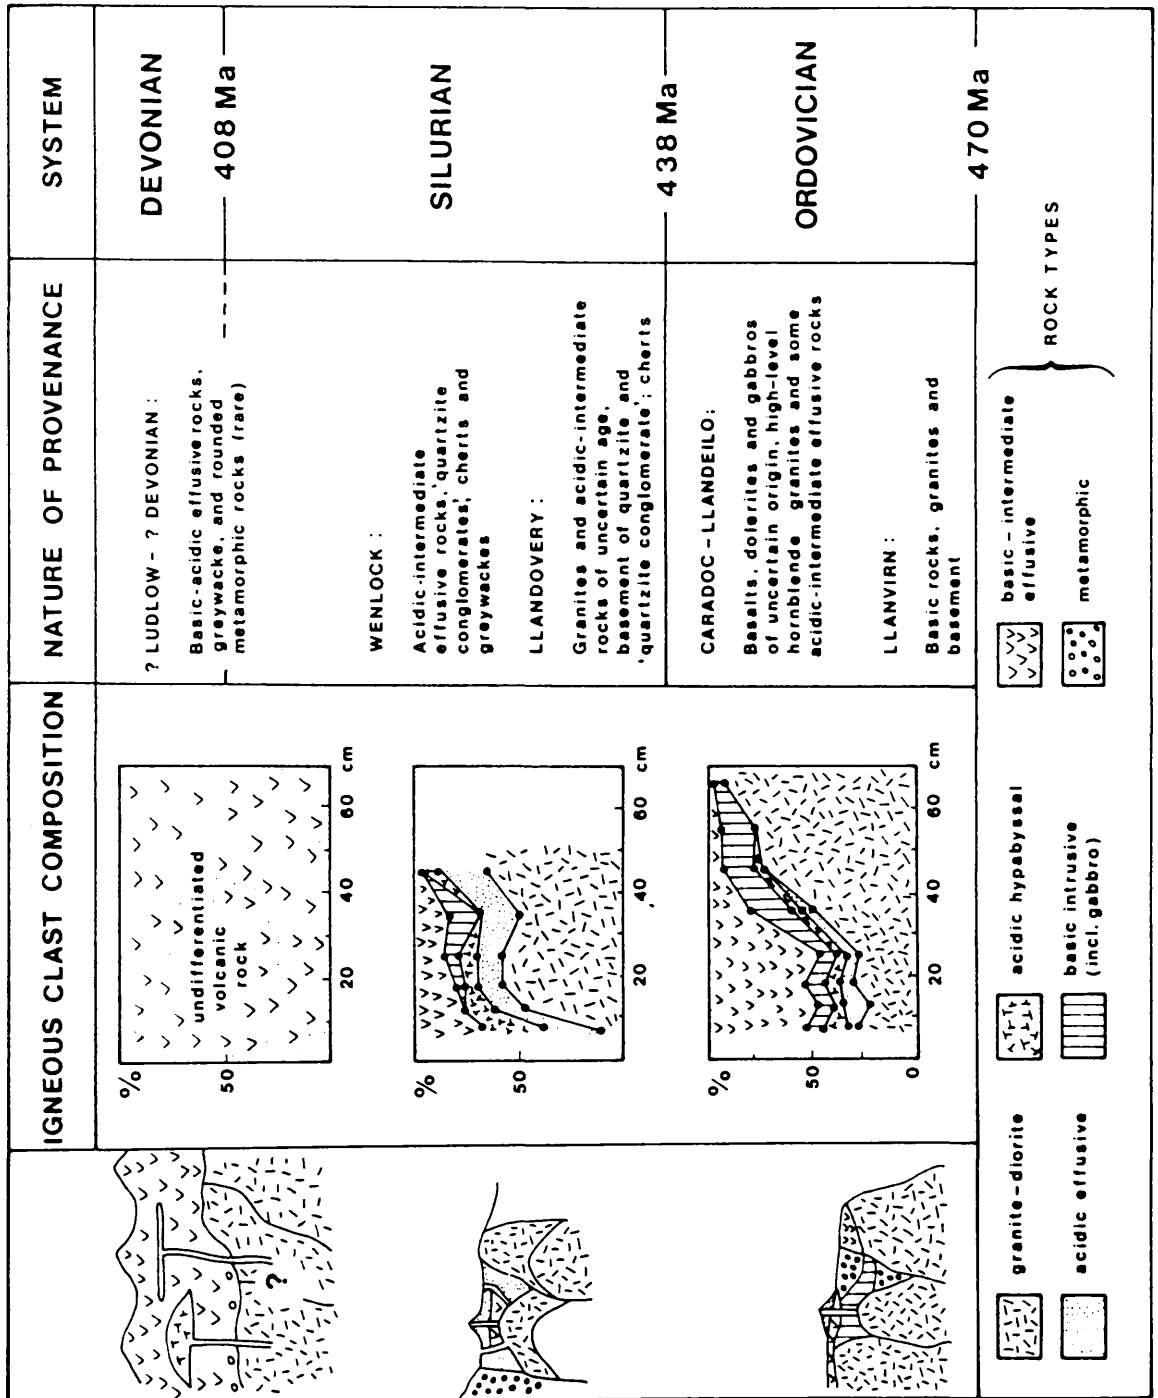 SYSTEM
DEVONIAN
408 Ma
SILURIAN
438 Ma
ORDOVICIAN
470 Ma
NATURE OF PROVENANCE
? LUDLOW - ? DEVONIAN :
Basic-acidic effusive rocks,
greywacke, and rounded
metamorphic rocks (rare)
WENLOCK :
Acidic-intermediate
effusive rocks, 'quartzite
conglomerates'; cherts and
greywackes
LLANDOVERY :
Granites and acidic-intermediate
rocks of uncertain age,
basement of quartzite and
'quartzite conglomerate'; cherts
CARADOC - LLANDEILO:
Basalts, dolerites and gabbros
of uncertain origin, high-level
hornblende granites and some
acidic-intermediate effusive rocks
LLANVIRN :
Basic rocks, granites and
basement
IGNEOUS CLAST COMPOSITION
%
50
undifferentiated
volcanic
rock
20
40
60
cm
%
50
20
40
60
cm
%
50
0
20
40
60
cm
?
granite-diorite
acidic effusive
acidic hypabyssal
basic intrusive
(incl. gabbro)
basic - intermediate
effusive
metamorphic
ROCK TYPES